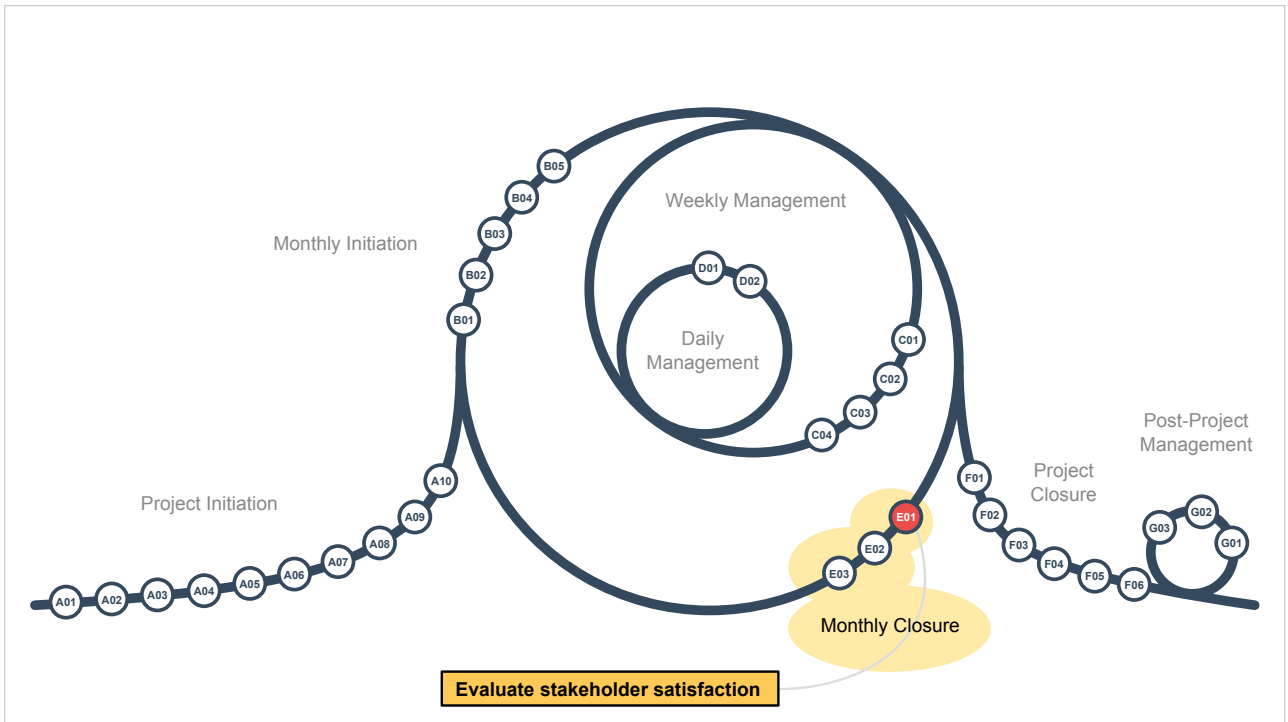 B05
B04
Weekly Management
B03
Monthly Initiation
D01
D02
B02
B01
Daily
Management
C01
C02
C03
C04
Post-Project
Management
Project
Closure
F01
A10
Project Initiation
G02
G03
G01
E01
F02
A09
E02
F03
A08
A07
E03
F04
A06
F05
A05
F06
A04
A03
A02
A01
Monthly Closure
Evaluate stakeholder satisfaction